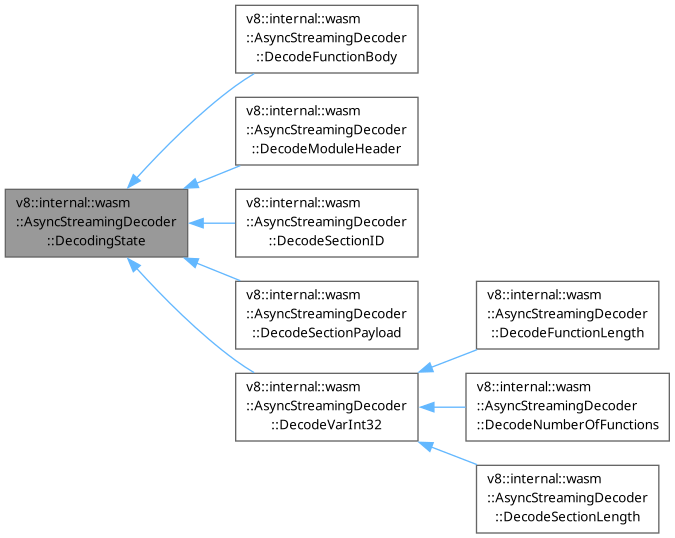 v8::internal::wasm
::AsyncStreamingDecoder
::DecodeFunctionBody
v8::internal::wasm
::AsyncStreamingDecoder
::DecodeModuleHeader
v8::internal::wasm
::AsyncStreamingDecoder
::DecodingState
v8::internal::wasm
::AsyncStreamingDecoder
::DecodeSectionID
v8::internal::wasm
::AsyncStreamingDecoder
::DecodeSectionPayload
v8::internal::wasm
::AsyncStreamingDecoder
::DecodeVarInt32
v8::internal::wasm
::AsyncStreamingDecoder
::DecodeFunctionLength
v8::internal::wasm
::AsyncStreamingDecoder
::DecodeNumberOfFunctions
v8::internal::wasm
::AsyncStreamingDecoder
::DecodeSectionLength